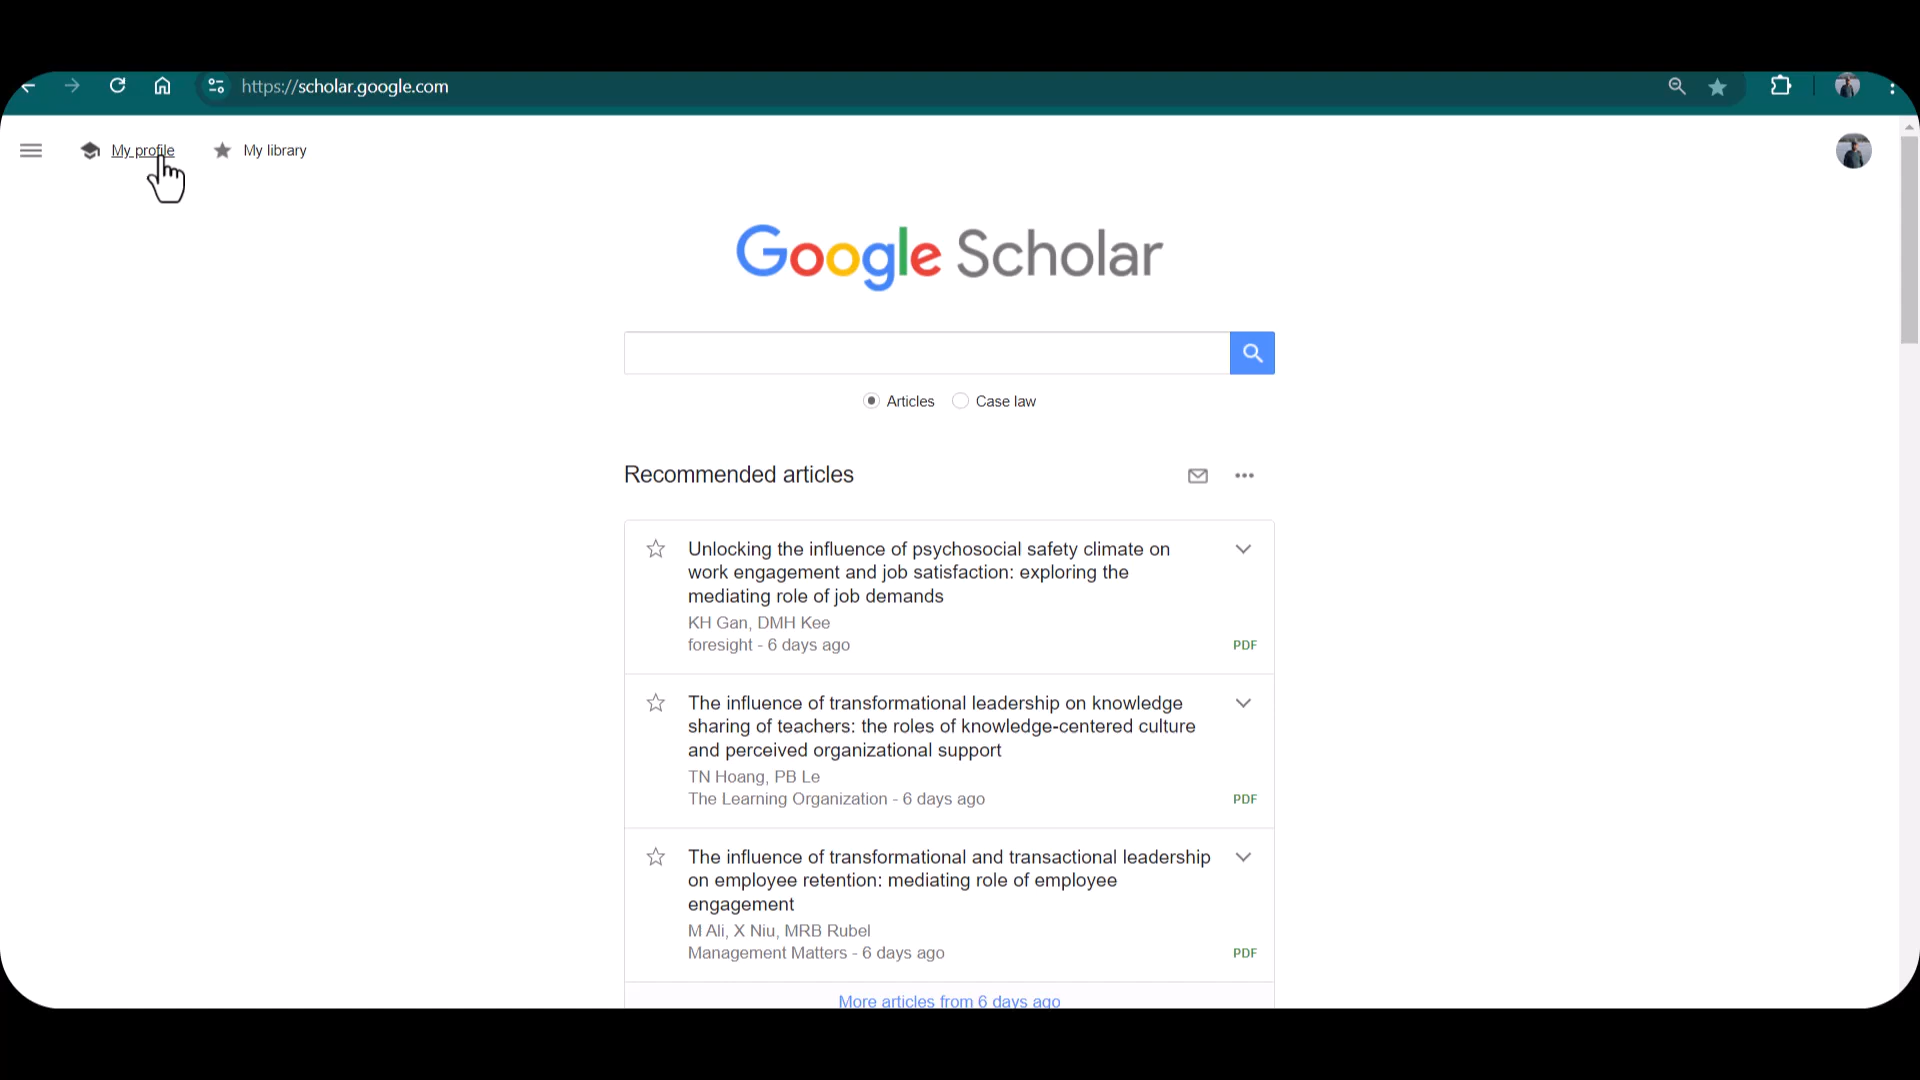 https://scholar.google.com
My profile
My library
Google Scholar
Articles
Case law
Recommended articles
Unlocking the influence of psychosocial safety climate on
work engagement and job satisfaction: exploring the
mediating role of job demands
KH Gan, DMH Kee
foresight - 6 days ago
PDF
The influence of transformational leadership on knowledge
sharing of teachers: the roles of knowledge-centered culture
and perceived organizational support
TN Hoang, PB Le
The Learning Organization - 6 days ago
PDF
The influence of transformational and transactional leadership
on employee retention: mediating role of employee
engagement
M Ali, X Niu, MRB Rubel
Management Matters - 6 days ago
PDF
More articles from 6 days ago